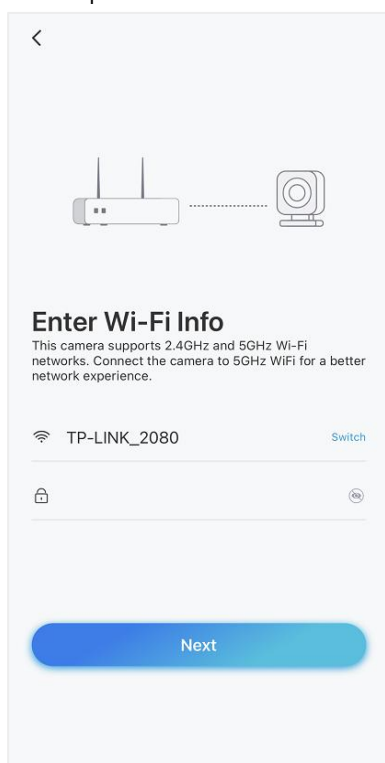 Enter Wi-Fi Info
This camera supports 2.4GHz and 5GHz Wi-Fi
networks. Connect the camera to 5GHz WiFi for a better
network experience.
TP-LINK_2080
Switch
Next